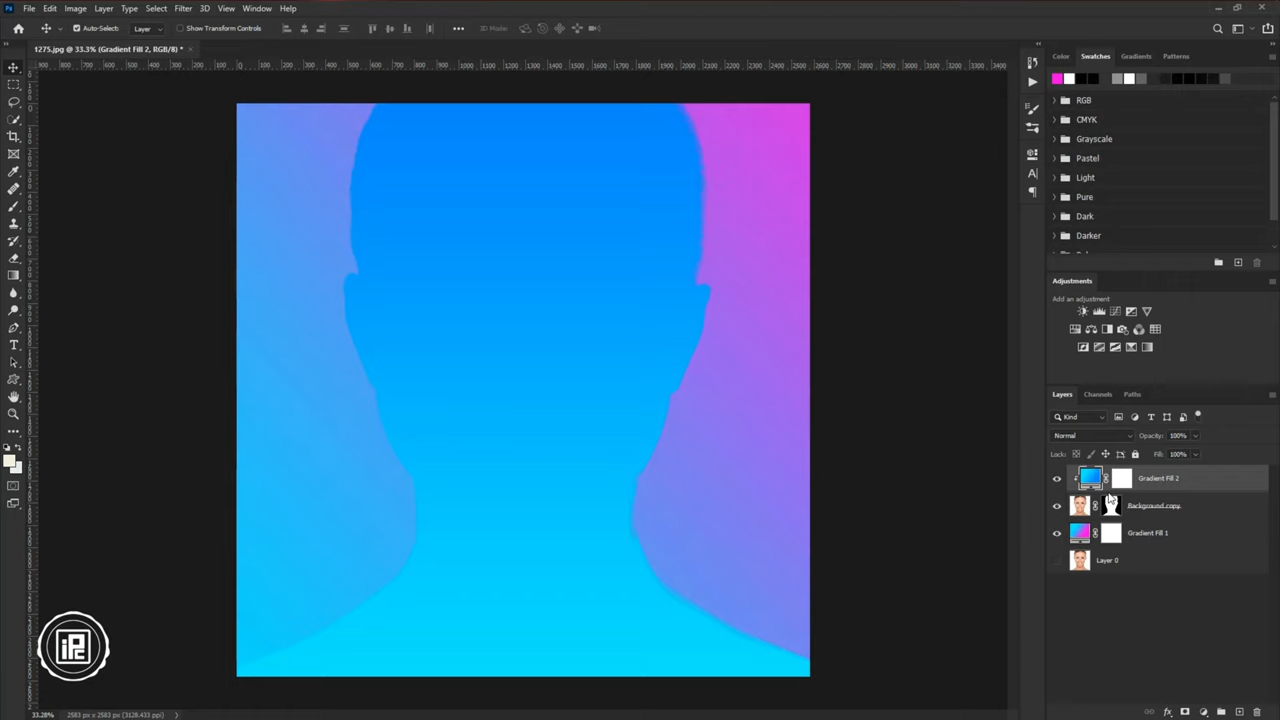 Ps File Edit Image Layer Type Select Filter 3D View Window Help
Auto-Select: Layer Show Transform Controls 3D Mode:
1275.jpg @ 33.3% (Gradient Fill 2, RGB/8) *
Color Swatches Gradients Patterns
RGB
CMYK
Grayscale
Pastel
Light
Pure
Dark
Darker
Adjustments
Add an adjustment
Layers Channels Paths
Kind
Normal Opacity: 100%
Lock: Fill: 100%
Gradient Fill 2
Background copy
Gradient Fill 1
Layer 0
iPC
33.28% 2583 px x 2583 px (3128.433 ppi)